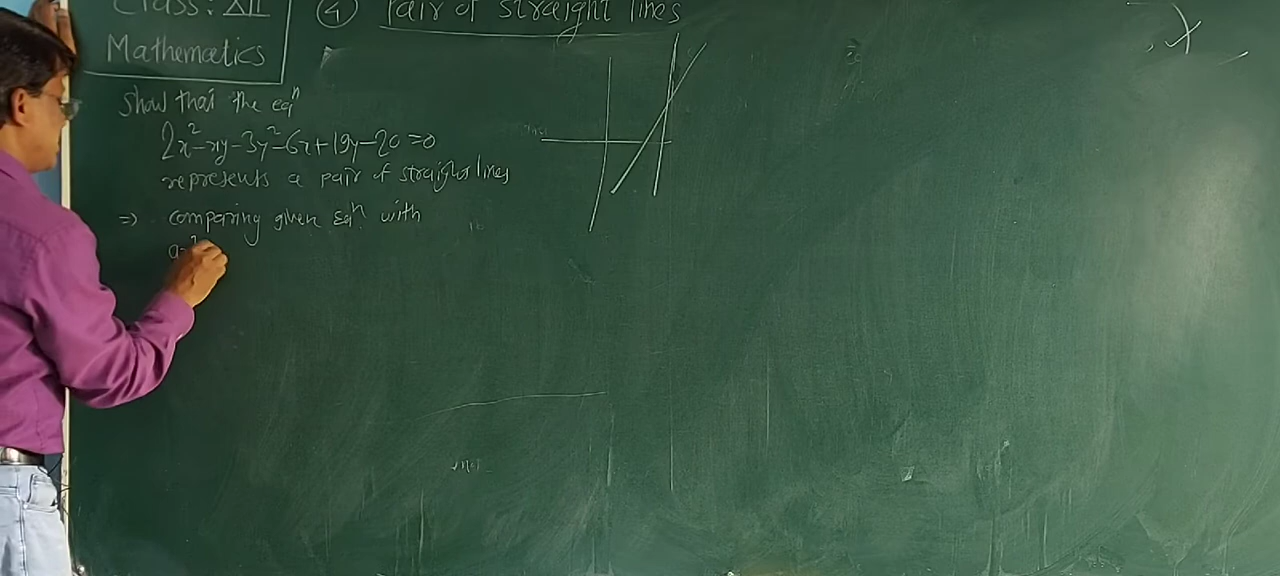 Class: XII
Mathematics
④ Pair of straight lines
Show that the eqⁿ
2x²-xy-3y²-6x+19y-20=0
represents a pair of straight lines
⇒ comparing given Eqⁿ. with